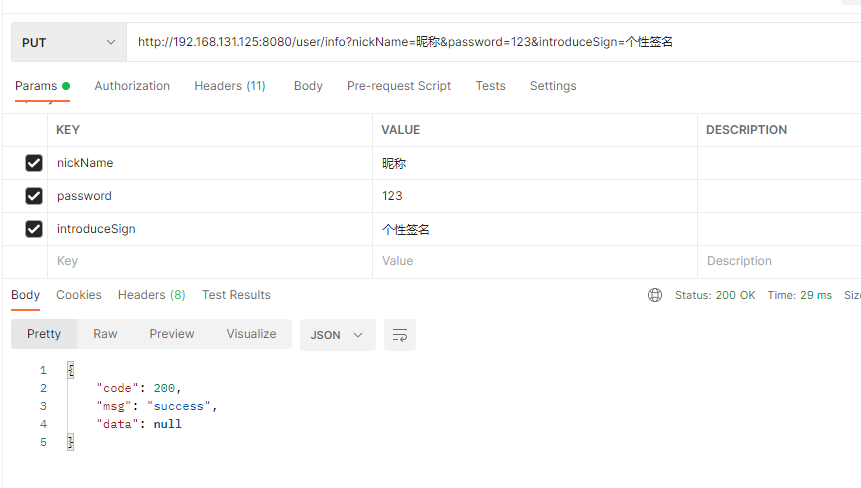 PUT http://192.168.131.125:8080/user/info?nickName=昵称&password=123&introduceSign=个性签名
Params Authorization Headers (11) Body Pre-request Script Tests Settings
KEY VALUE DESCRIPTION
nickName 昵称
password 123
introduceSign 个性签名
Key Value Description
Body Cookies Headers (8) Test Results Status: 200 OK Time: 29 ms Siz
Pretty Raw Preview Visualize JSON
1 {
2 "code": 200,
3 "msg": "success",
4 "data": null
5 }